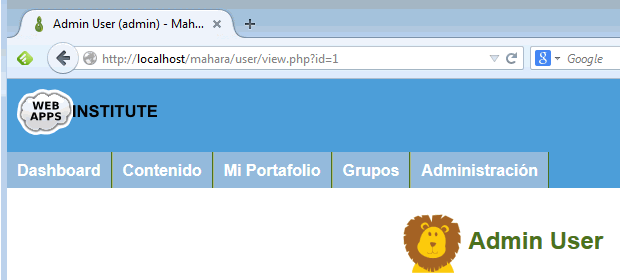 Admin User (admin) - Mah...
http://localhost/mahara/user/view.php?id=1
Google
WEB
APPS
INSTITUTE
Dashboard Contenido Mi Portafolio Grupos Administración
Admin User